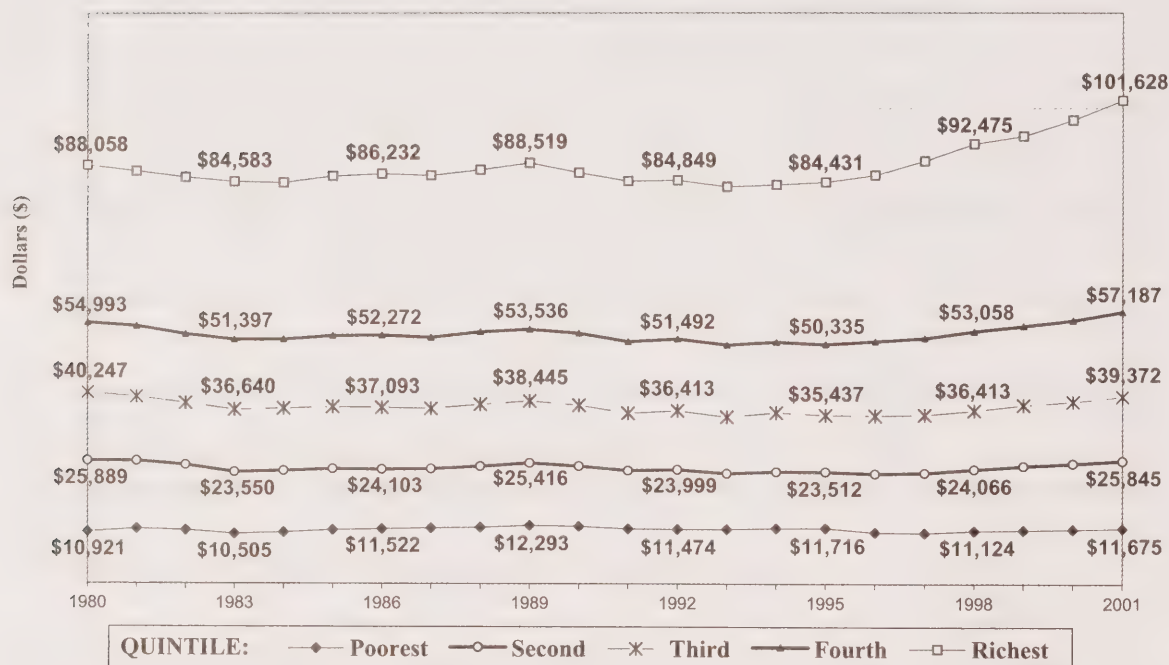 Dollars ($)
$88,058 $84,583 $86,232 $88,519 $84,849 $84,431 $92,475 $101,628
$54,993 $51,397 $52,272 $53,536 $51,492 $50,335 $53,058 $57,187
$40,247 $36,640 $37,093 $38,445 $36,413 $35,437 $36,413 $39,372
$25,889 $23,550 $24,103 $25,416 $23,999 $23,512 $24,066 $25,845
$10,921 $10,505 $11,522 $12,293 $11,474 $11,716 $11,124 $11,675
1980 1983 1986 1989 1992 1995 1998 2001
QUINTILE: Poorest Second Third Fourth Richest